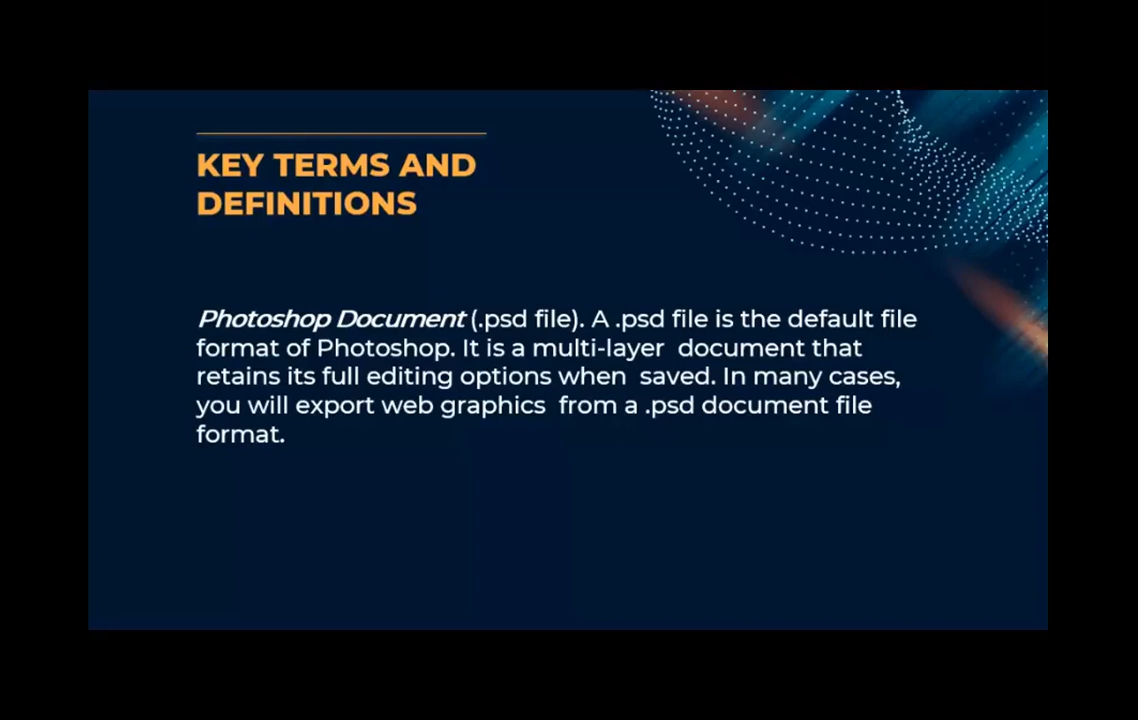 KEY TERMS AND
DEFINITIONS
Photoshop Document (.psd file). A .psd file is the default file
format of Photoshop. It is a multi-layer  document that
retains its full editing options when  saved. In many cases,
you will export web graphics  from a .psd document file
format.